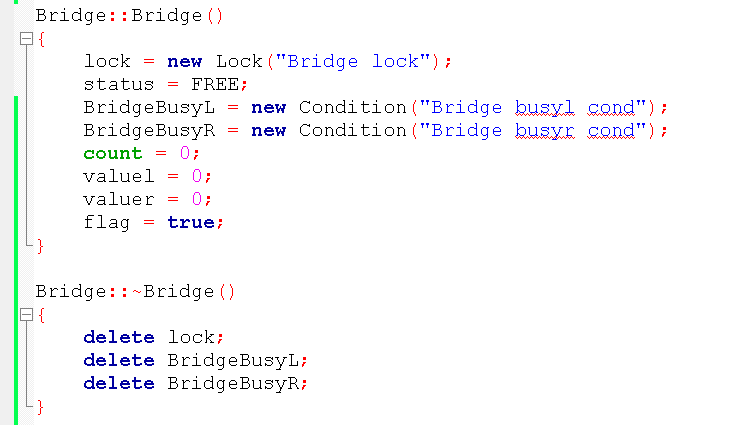 Bridge::Bridge()
{
    lock = new Lock("Bridge lock");
    status = FREE;
    BridgeBusyL = new Condition("Bridge busyl cond");
    BridgeBusyR = new Condition("Bridge busyr cond");
    count = 0;
    valuel = 0;
    valuer = 0;
    flag = true;
}
Bridge::~Bridge()
{
    delete lock;
    delete BridgeBusyL;
    delete BridgeBusyR;
}